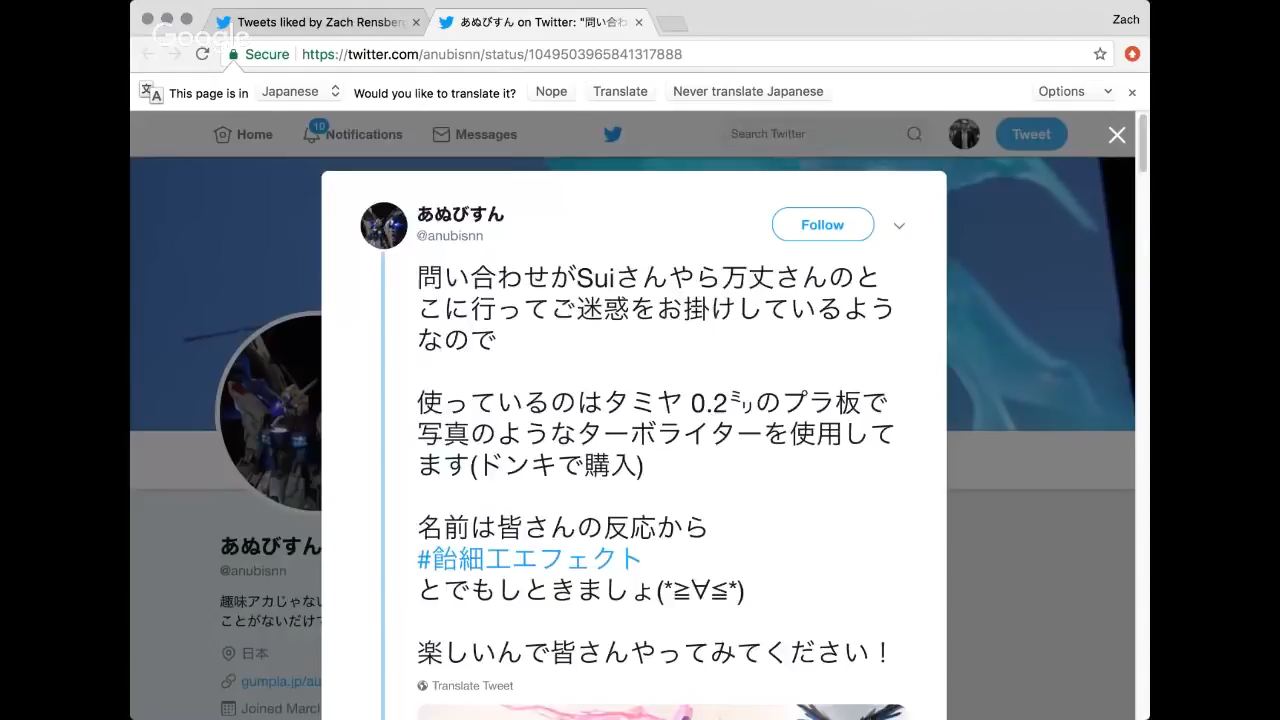 Tweets liked by Zach Rensberg
あぬびすん on Twitter: "問い合わ
Zach
Google
Secure
https://twitter.com/anubisnn/status/1049503965841317888
This page is in
Japanese
Would you like to translate it?
Nope
Translate
Never translate Japanese
Options
Home
10
Notifications
Messages
Search Twitter
Tweet
あぬびすん
@anubisnn
Follow
問い合わせがSuiさんやら万丈さんのと
こに行ってご迷惑をお掛けしているよう
なので
使っているのはタミヤ 0.2㍉のプラ板で
写真のようなターボライターを使用して
ます(ドンキで購入)
名前は皆さんの反応から
#飴細工エフェクト
とでもしときましょ(*≧∀≦*)
楽しいんで皆さんやってみてください！
Translate Tweet
あぬびすん
@anubisnn
趣味アカじゃない
ことがないだけで
日本
gumpla.jp/au
Joined March